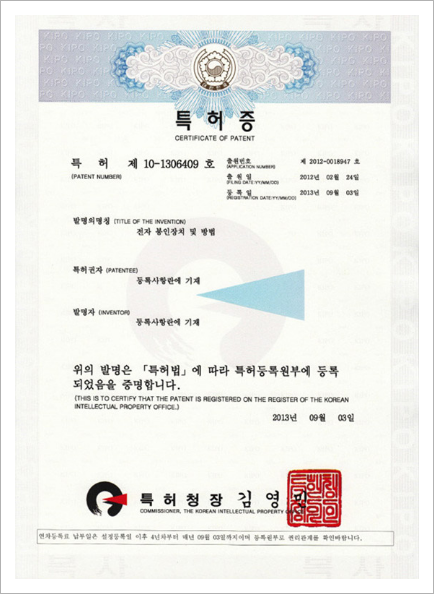 KIPO KIPO KIPO KIPO KIPO KIPO
특허증
CERTIFICATE OF PATENT
특 허 제 10-1306409 호
(PATENT NUMBER)
출원번호 제 2012-0018947 호
(APPLICATION NUMBER)
출원일 2012년 02월 24일
(FILING DATE:YY/MM/DD)
등록일 2013년 09월 03일
(REGISTRATION DATE:YY/MM/DD)
발명의명칭 (TITLE OF THE INVENTION)
전자 봉인장치 및 방법
특허권자 (PATENTEE)
등록사항란에 기재
발명자 (INVENTOR)
등록사항란에 기재
위의 발명은 「특허법」에 따라 특허등록원부에 등록
되었음을 증명합니다.
(THIS IS TO CERTIFY THAT THE PATENT IS REGISTERED ON THE REGISTER OF THE KOREAN
INTELLECTUAL PROPERTY OFFICE.)
2013년 09월 03일
특허청장 김영민
COMMISSIONER, THE KOREAN INTELLECTUAL PROPERTY
연차등록료 납부일은 설정등록일 이후 4년차부터 매년 09월 03일까지이며 등록원부로 권리관계를 확인바랍니다.